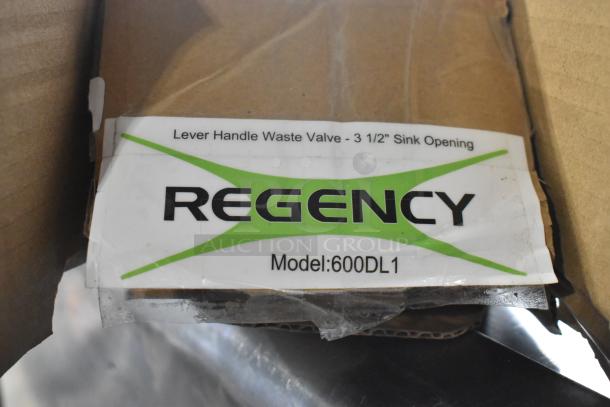 Lever Handle Waste Valve - 3 1/2" Sink Opening
REGENCY
AUCTION GROUP
Model:600DL1